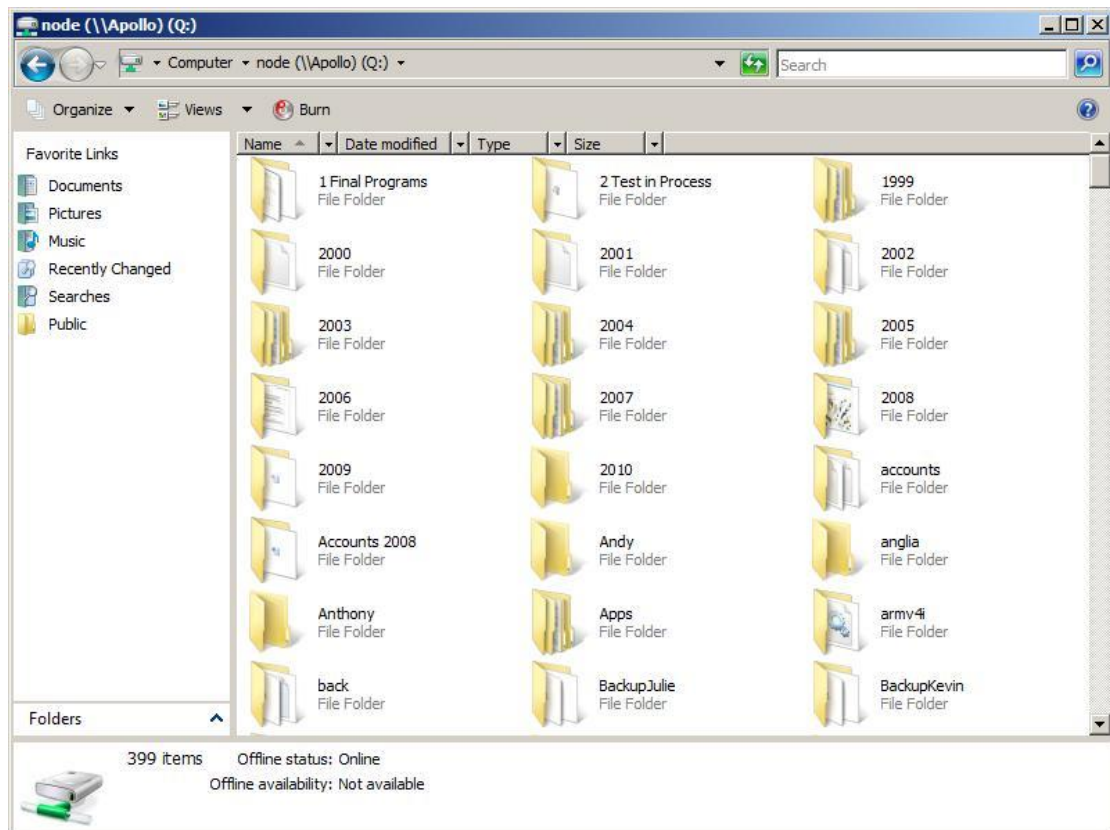 node (\\Apollo) (Q:)
Computer node (\\Apollo) (Q:)
Search
Organize Views Burn
Favorite Links
Documents
Pictures
Music
Recently Changed
Searches
Public
Folders
Name Date modified Type Size
1 Final Programs
File Folder
2 Test in Process
File Folder
1999
File Folder
2000
File Folder
2001
File Folder
2002
File Folder
2003
File Folder
2004
File Folder
2005
File Folder
2006
File Folder
2007
File Folder
2008
File Folder
2009
File Folder
2010
File Folder
accounts
File Folder
Accounts 2008
File Folder
Andy
File Folder
anglia
File Folder
Anthony
File Folder
Apps
File Folder
armv4i
File Folder
back
File Folder
BackupJulie
File Folder
BackupKevin
File Folder
399 items
Offline status: Online
Offline availability: Not available